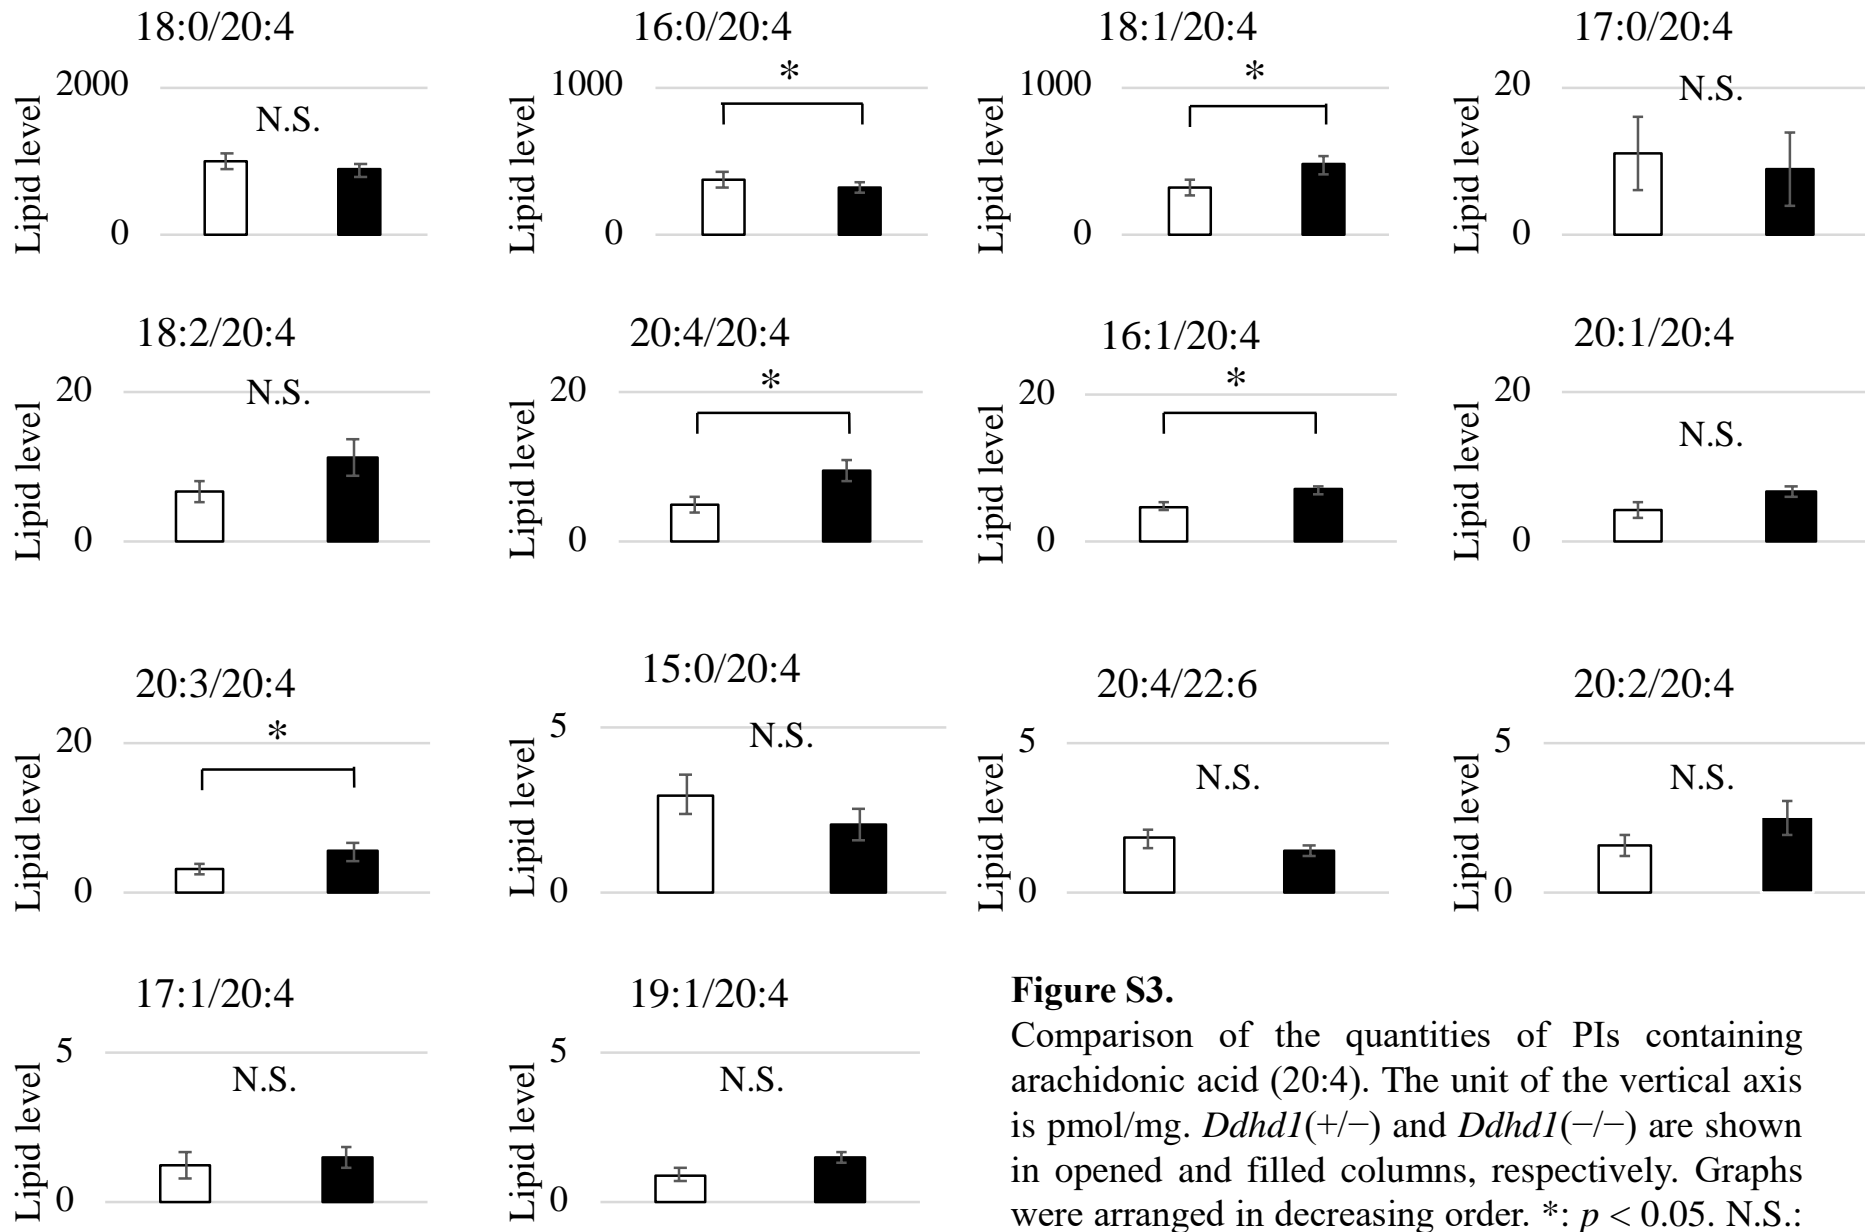 18:0/20:4
2000
N.S.
Lipid level
0
16:0/20:4
1000
*
Lipid level
0
18:1/20:4
1000
*
Lipid level
0
17:0/20:4
20
N.S.
Lipid level
0
18:2/20:4
20
N.S.
Lipid level
0
20:4/20:4
20
*
Lipid level
0
16:1/20:4
20
*
Lipid level
0
20:1/20:4
20
N.S.
Lipid level
0
20:3/20:4
20
*
Lipid level
0
15:0/20:4
5
N.S.
Lipid level
0
20:4/22:6
5
N.S.
Lipid level
0
20:2/20:4
5
N.S.
Lipid level
0
17:1/20:4
5
N.S.
Lipid level
0
19:1/20:4
5
N.S.
Lipid level
0
Figure S3.
Comparison of the quantities of PIs containing
arachidonic acid (20:4). The unit of the vertical axis
is pmol/mg. Ddhd1(+/−) and Ddhd1(−/−) are shown
in opened and filled columns, respectively. Graphs
were arranged in decreasing order. *: p < 0.05. N.S.: